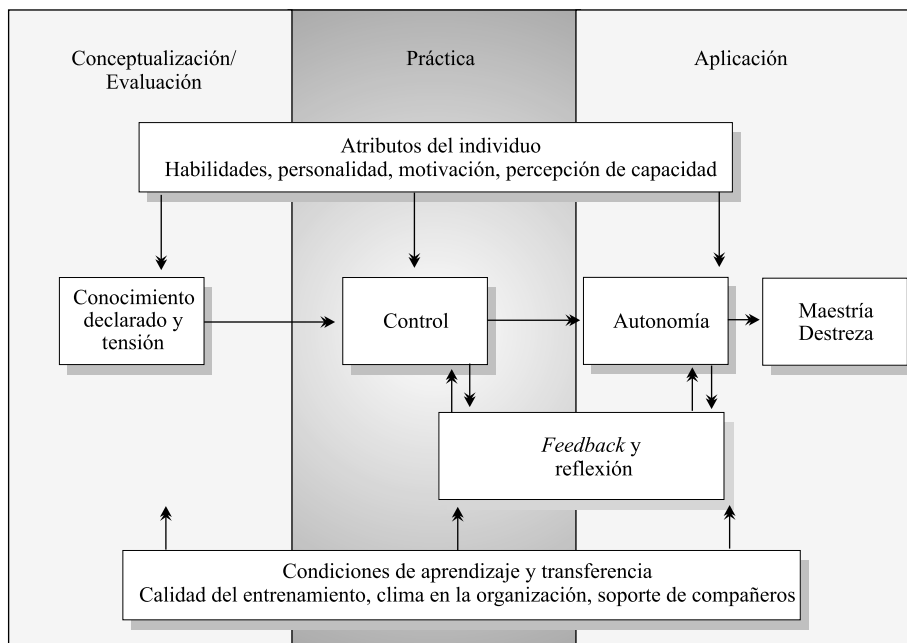 Conceptualización/
Evaluación
Práctica
Aplicación
Atributos del individuo
Habilidades, personalidad, motivación, percepción de capacidad
Conocimiento
declarado y
tensión
Control
Autonomía
Maestría
Destreza
Feedback y
reflexión
Condiciones de aprendizaje y transferencia
Calidad del entrenamiento, clima en la organización, soporte de compañeros